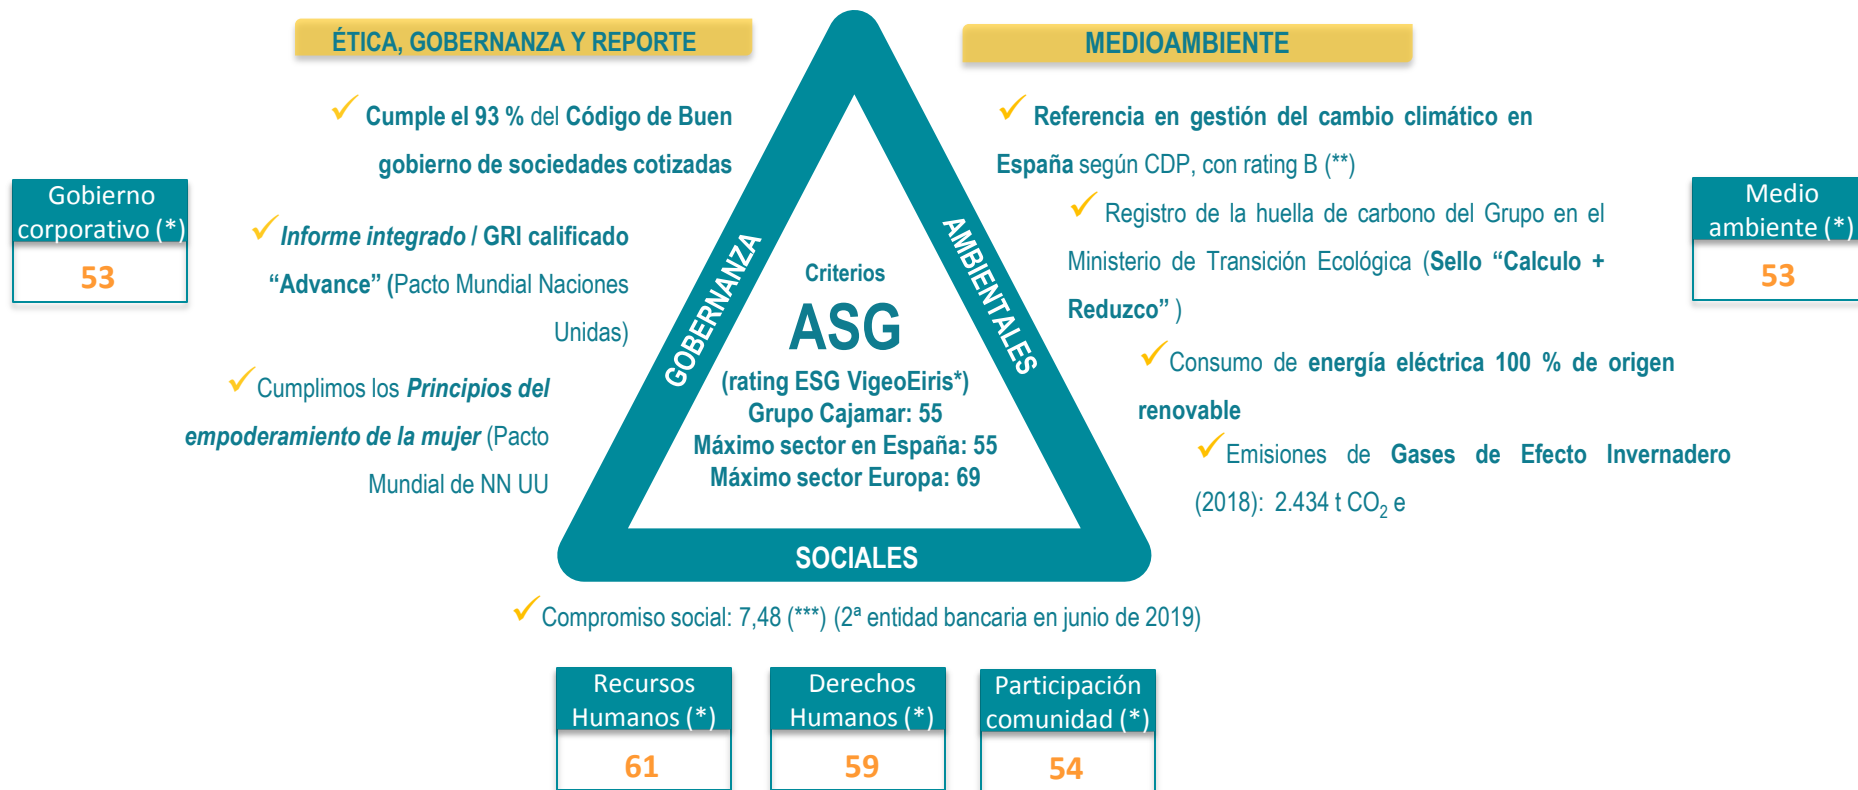 ÉTICA, GOBERNANZA Y REPORTE
✓ Cumple el 93 % del Código de Buen
gobierno de sociedades cotizadas
Gobierno
corporativo (*)
53
✓ Informe integrado / GRI calificado
“Advance” (Pacto Mundial Naciones
Unidas)
✓ Cumplimos los Principios del
empoderamiento de la mujer (Pacto
Mundial de NN UU
GOBERNANZA
Criterios
ASG
(rating ESG VigeoEiris*)
Grupo Cajamar: 55
Máximo sector en España: 55
Máximo sector Europa: 69
AMBIENTALES
SOCIALES
MEDIOAMBIENTE
✓ Referencia en gestión del cambio climático en
España según CDP, con rating B (**)
✓ Registro de la huella de carbono del Grupo en el
Ministerio de Transición Ecológica (Sello “Calculo +
Reduzco” )
✓ Consumo de energía eléctrica 100 % de origen
renovable
✓ Emisiones de Gases de Efecto Invernadero
(2018): 2.434 t CO₂ e
Medio
ambiente (*)
53
✓ Compromiso social: 7,48 (***) (2ª entidad bancaria en junio de 2019)
Recursos
Humanos (*)
61
Derechos
Humanos (*)
59
Participación
comunidad (*)
54